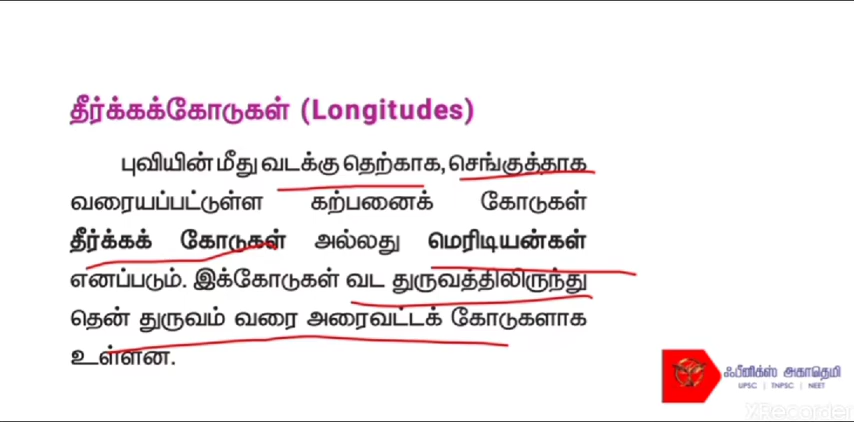 தீர்க்கக்கோடுகள் (Longitudes)
புவியின் மீது வடக்கு தெற்காக, செங்குத்தாக
வரையப்பட்டுள்ள கற்பனைக் கோடுகள்
தீர்க்கக் கோடுகள் அல்லது மெரிடியன்கள்
எனப்படும். இக்கோடுகள் வட துருவத்திலிருந்து
தென் துருவம் வரை அரைவட்டக் கோடுகளாக
உள்ளன.
ஃபீனிக்ஸ் அகாதெமி
UPSC | TNPSC | NEET
XRecorder